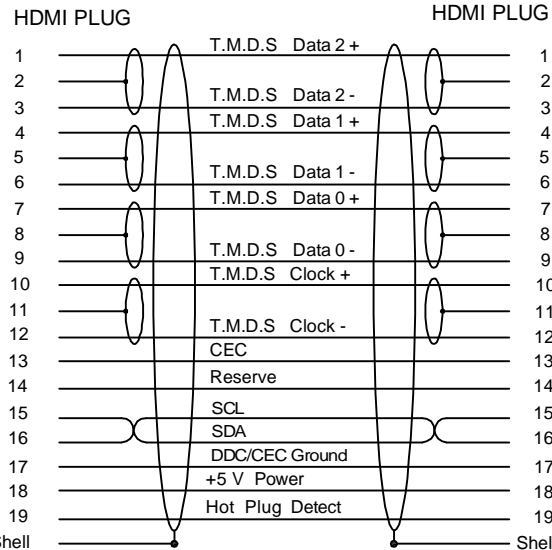 HDMI PLUG HDMI PLUG
1 T.M.D.S Data 2 + 1
2 2
3 T.M.D.S Data 2 - 3
4 T.M.D.S Data 1 + 4
5 5
6 T.M.D.S Data 1 - 6
7 T.M.D.S Data 0 + 7
8 8
9 T.M.D.S Data 0 - 9
10 T.M.D.S Clock + 10
11 11
12 T.M.D.S Clock - 12
13 CEC 13
14 Reserve 14
15 SCL 15
16 SDA 16
17 DDC/CEC Ground 17
18 +5 V Power 18
19 Hot Plug Detect 19
Shell Shell